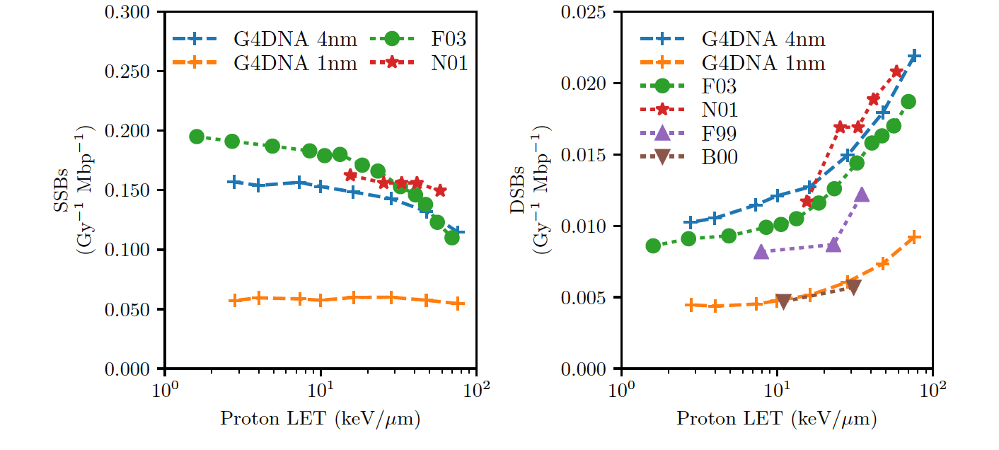 0.300
0.250
0.200
0.150
0.100
0.050
0.000
SSBs
(Gy⁻¹ Mbp⁻¹)
G4DNA 4nm
G4DNA 1nm
F03
N01
10⁰
10¹
10²
Proton LET (keV/μm)
0.025
0.020
0.015
0.010
0.005
0.000
DSBs
(Gy⁻¹ Mbp⁻¹)
G4DNA 4nm
G4DNA 1nm
F03
N01
F99
B00
10⁰
10¹
10²
Proton LET (keV/μm)